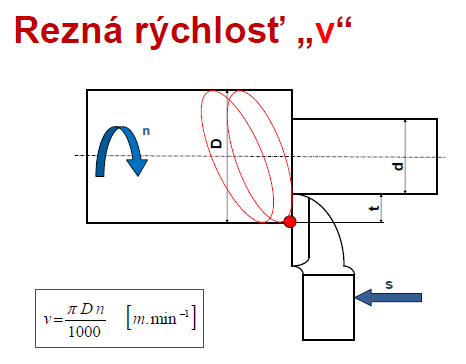 Rezná rýchlosť „v“
n
D
d
t
s
v = π D n / 1000 [m.min⁻¹]